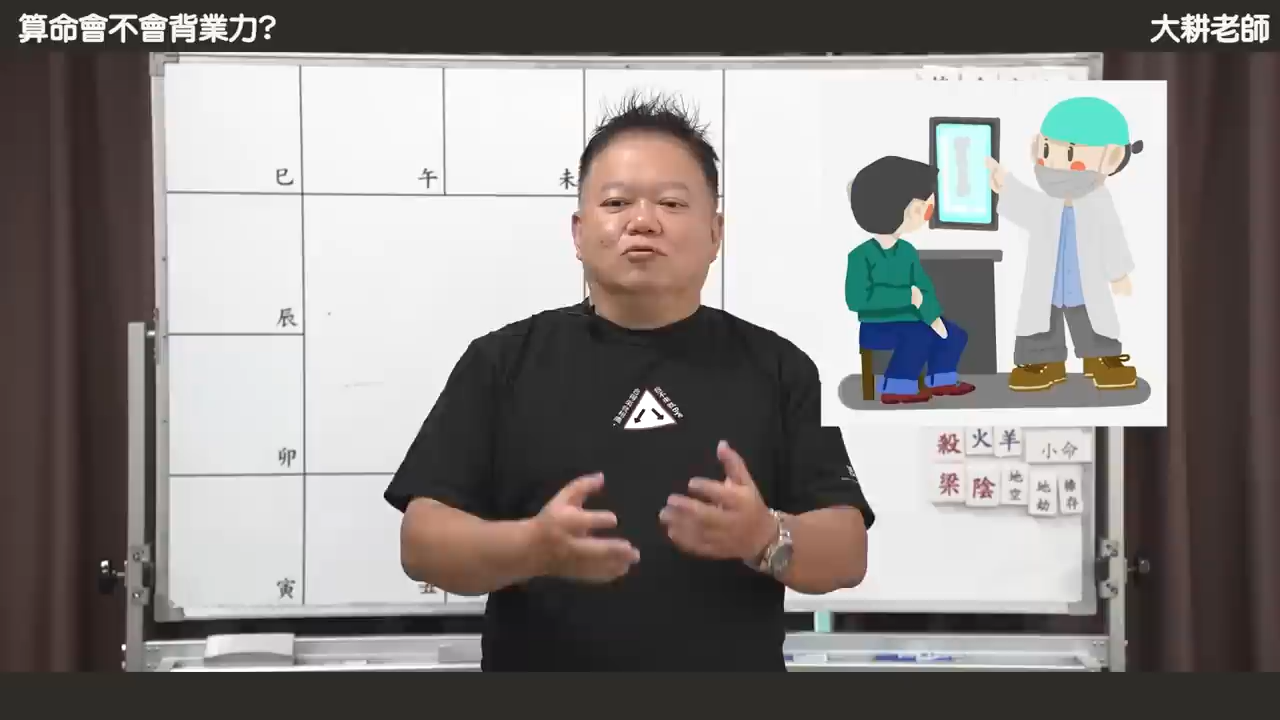 算命會不會背業力?
大耕老師
巳
午
未
辰
卯
寅
丑
殺 火 羊 小命
梁 陰 地空 地劫 祿存